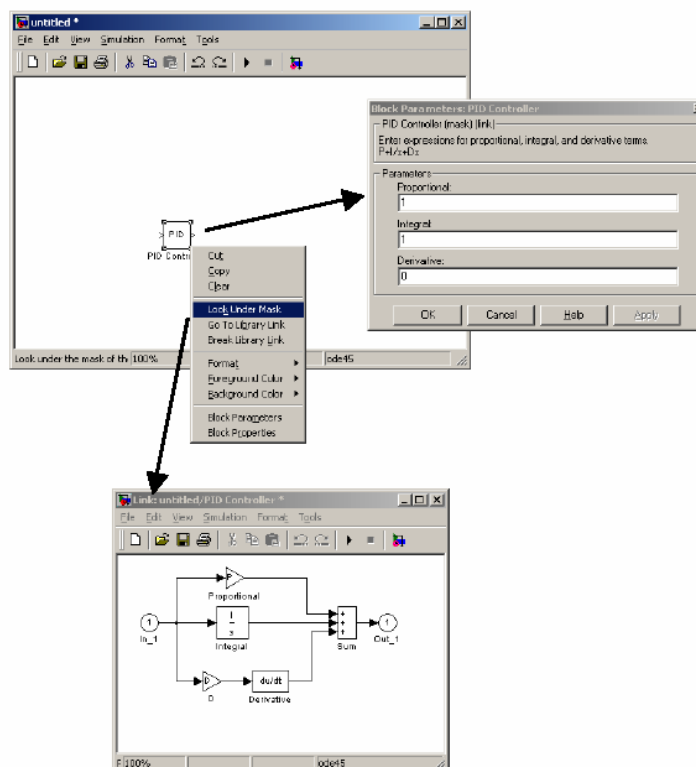 untitled *
File Edit View Simulation Format Tools
Block Parameters: PID Controller
PID Controller (mask) (link)
Enter expressions for proportional, integral, and derivative terms.
P+I/s+Ds
Parameters
Proportional:
1
Integral:
1
Derivative:
0
OK Cancel Help Apply
PID
PID Contr
Cut
Copy
Clear
Look Under Mask
Go To Library Link
Break Library Link
Format
Foreground Color
Background Color
Block Parameters
Block Properties
Look under the mask of th 100% ode45
Link: untitled/PID Controller *
File Edit View Simulation Format Tools
P
Proportional
1
In_1
I
s
Integral
+
+
+
Sum
1
Out_1
D
D
du/dt
Derivative
F 100% ode45